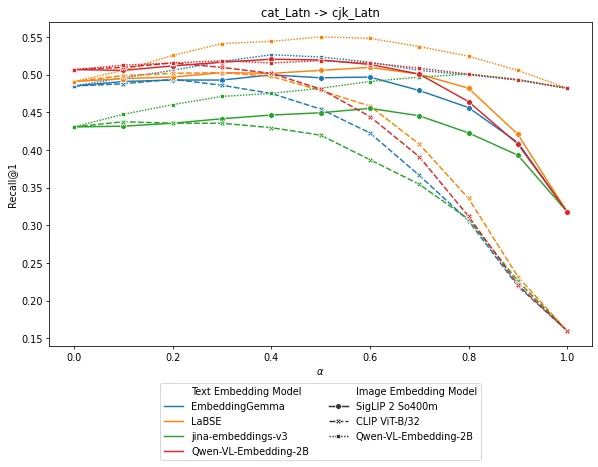 cat_Latn -> cjk_Latn
Recall@1
0.55
0.50
0.45
0.40
0.35
0.30
0.25
0.20
0.15
0.0 0.2 0.4 0.6 0.8 1.0
α
Text Embedding Model
EmbeddingGemma
LaBSE
jina-embeddings-v3
Qwen-VL-Embedding-2B
Image Embedding Model
SigLIP 2 So400m
CLIP ViT-B/32
Qwen-VL-Embedding-2B